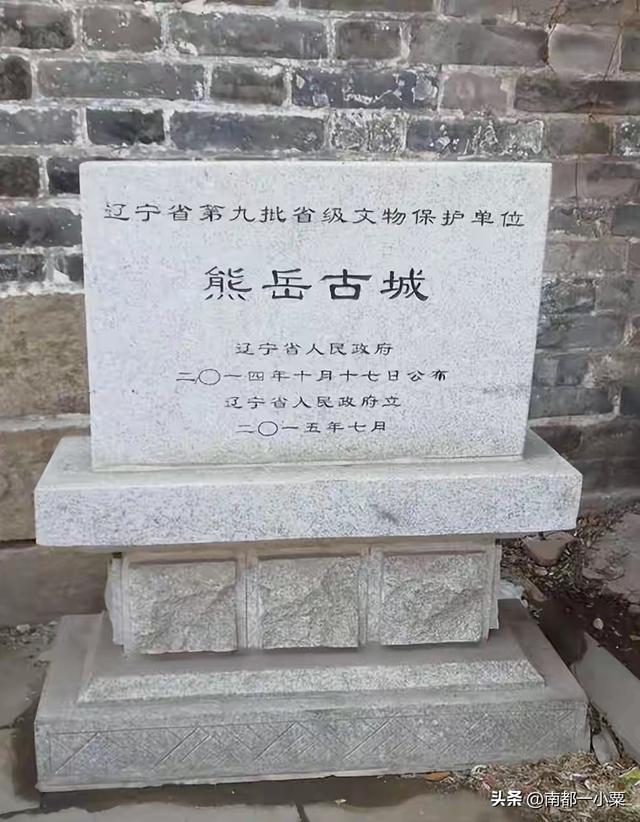 辽宁省第九批省级文物保护单位
熊岳古城
辽宁省人民政府
二〇一四年十月十七日公布
辽宁省人民政府立
二〇一五年七月
头条 @南都一小粟